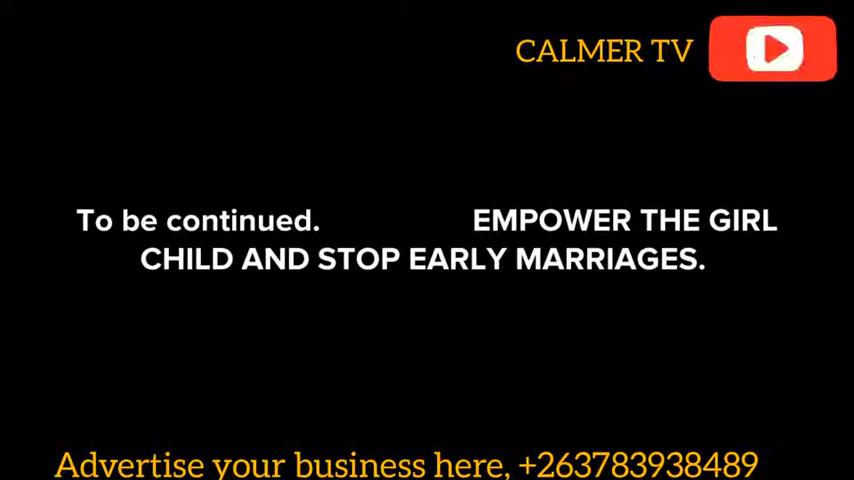 CALMER TV
To be continued. EMPOWER THE GIRL
CHILD AND STOP EARLY MARRIAGES.
Advertise your business here, +263783938489